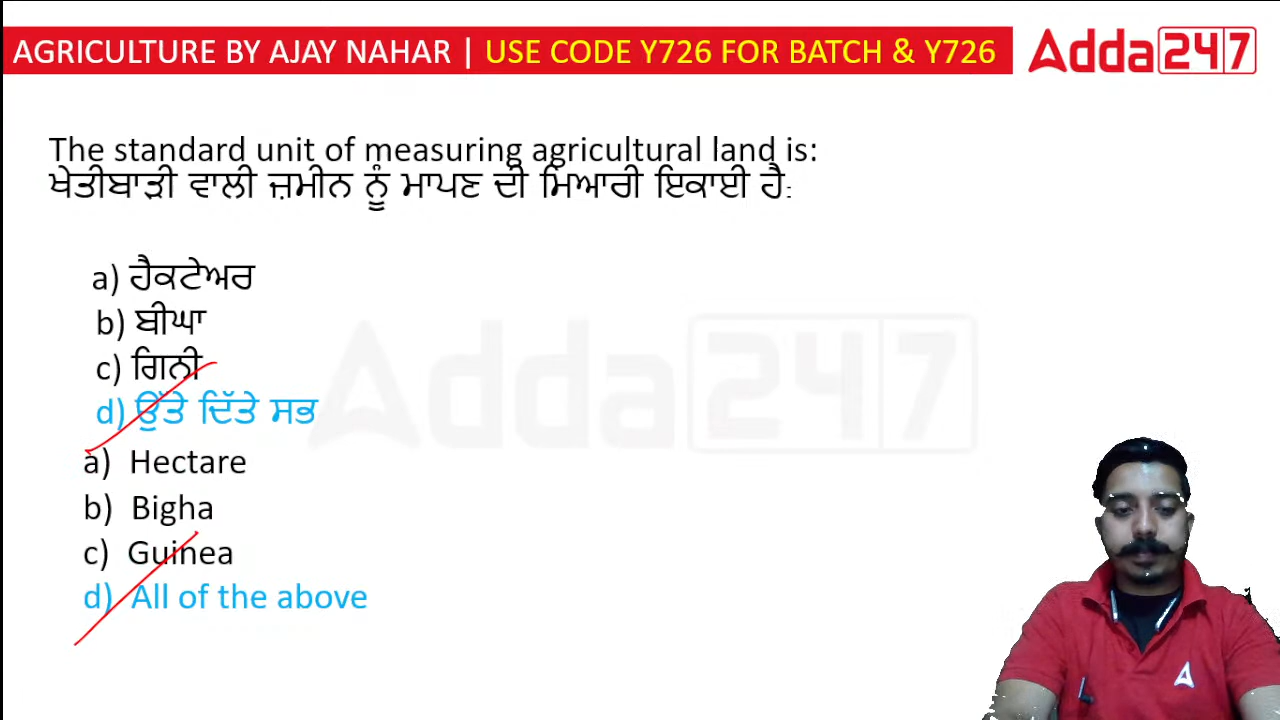 AGRICULTURE BY AJAY NAHAR | USE CODE Y726 FOR BATCH & Y726
Adda247
The standard unit of measuring agricultural land is:
ਖੇਤੀਬਾੜੀ ਵਾਲੀ ਜ਼ਮੀਨ ਨੂੰ ਮਾਪਣ ਦੀ ਮਿਆਰੀ ਇਕਾਈ ਹੈ:
a) ਹੈਕਟੇਅਰ
b) ਬੀਘਾ
c) ਗਿਨੀ
d) ਉੱਤੇ ਦਿੱਤੇ ਸਭ
a) Hectare
b) Bigha
c) Guinea
d) All of the above
Adda247